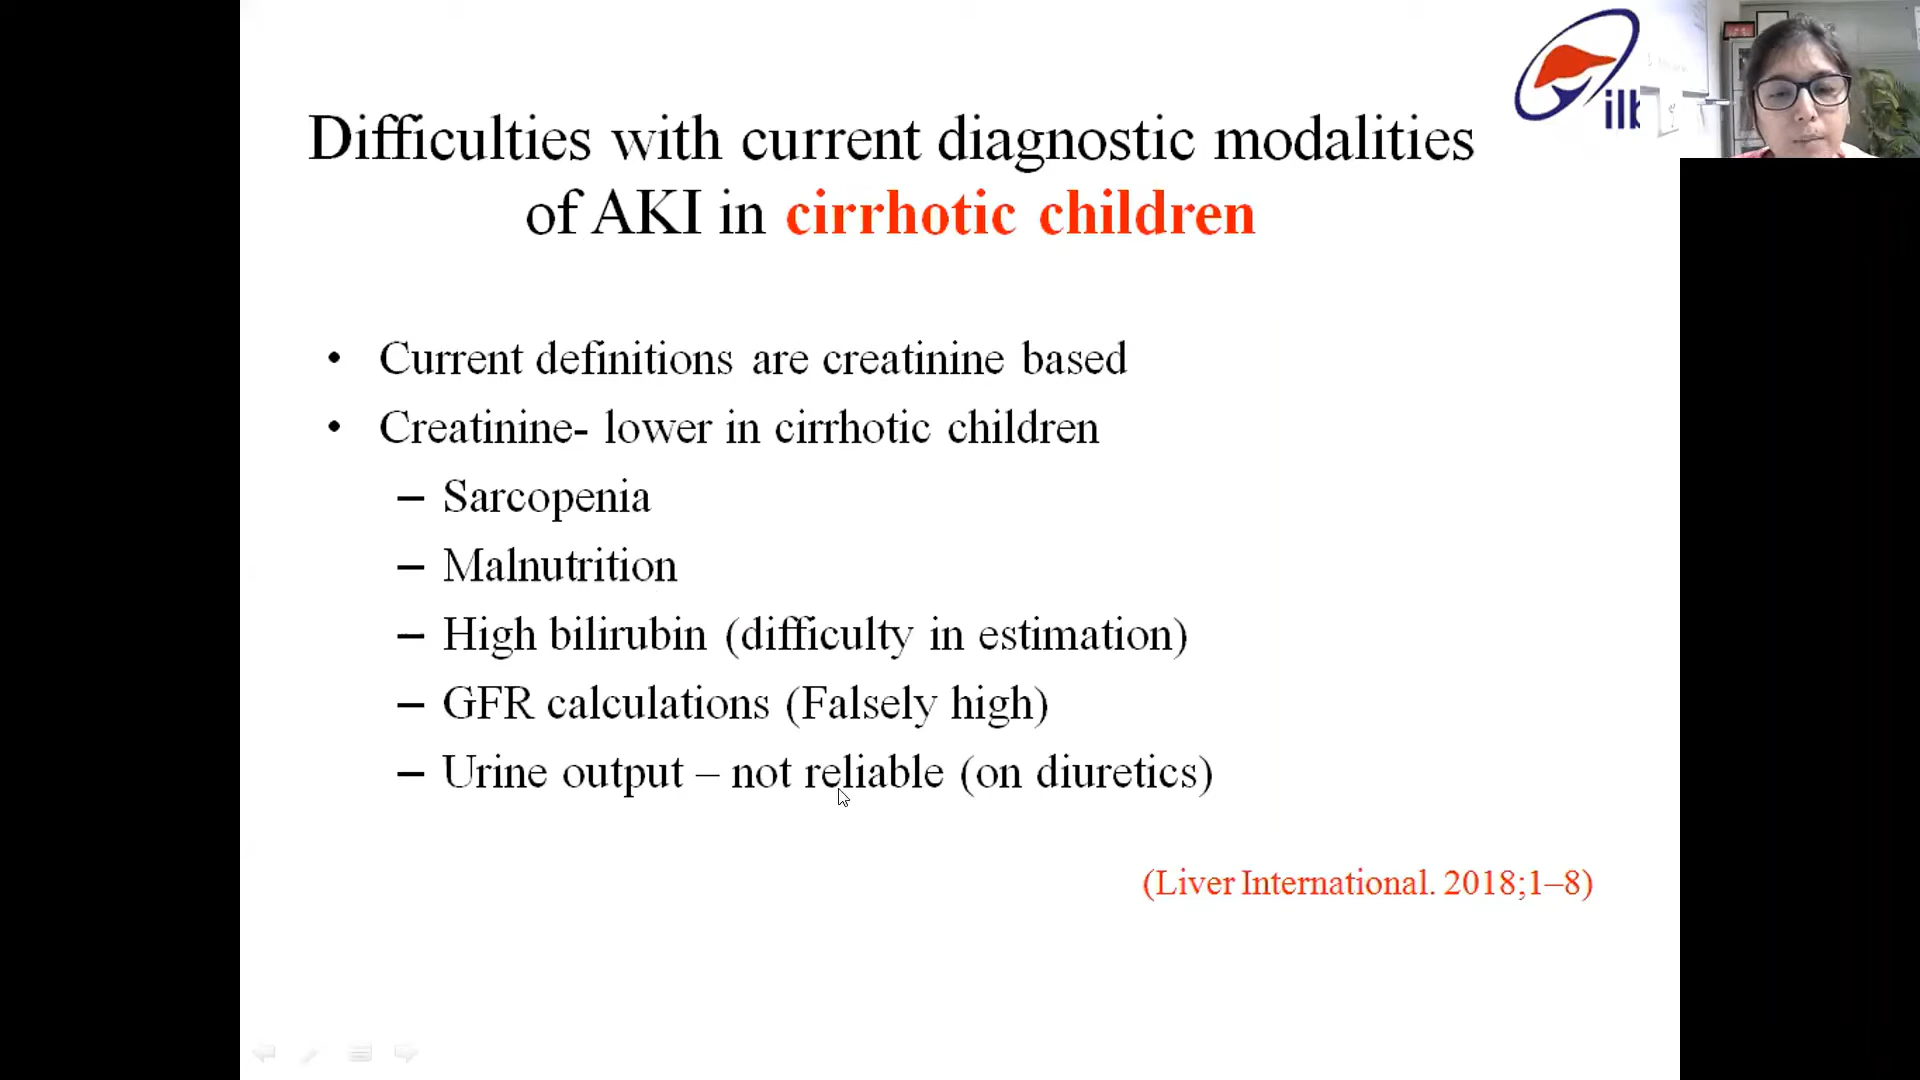 Difficulties with current diagnostic modalities
of AKI in cirrhotic children
• Current definitions are creatinine based
• Creatinine- lower in cirrhotic children
– Sarcopenia
– Malnutrition
– High bilirubin (difficulty in estimation)
– GFR calculations (Falsely high)
– Urine output – not reliable (on diuretics)
(Liver International. 2018;1–8)